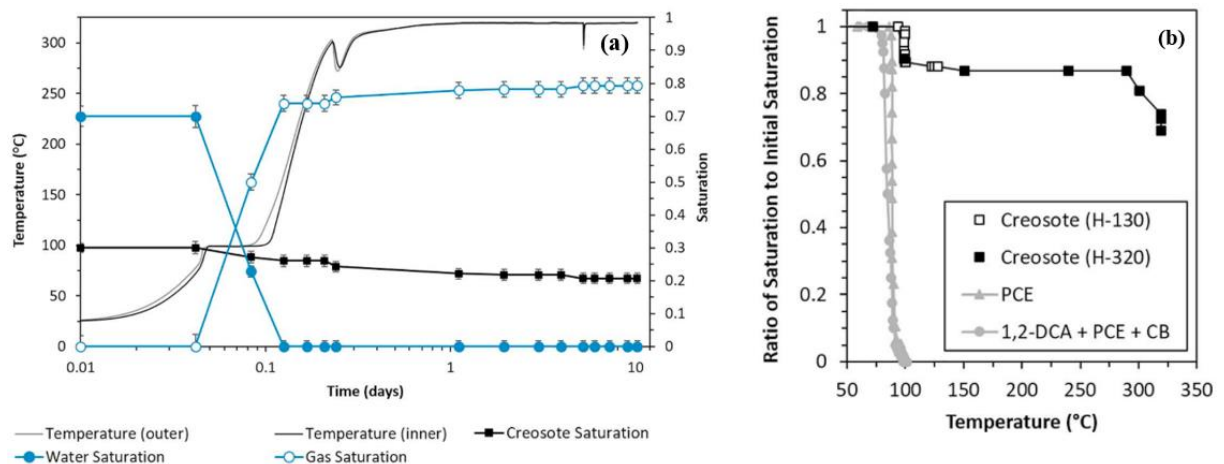 (a)
Temperature (°C)
300
250
200
150
100
50
0
0.01
0.1
1
10
Time (days)
1
0.9
0.8
0.7
0.6
0.5
0.4
0.3
0.2
0.1
0
Saturation
Temperature (outer)
Temperature (inner)
Creosote Saturation
Water Saturation
Gas Saturation
(b)
Ratio of Saturation to Initial Saturation
1
0.8
0.6
0.4
0.2
0
50
100
150
200
250
300
350
Temperature (°C)
Creosote (H-130)
Creosote (H-320)
PCE
1,2-DCA + PCE + CB